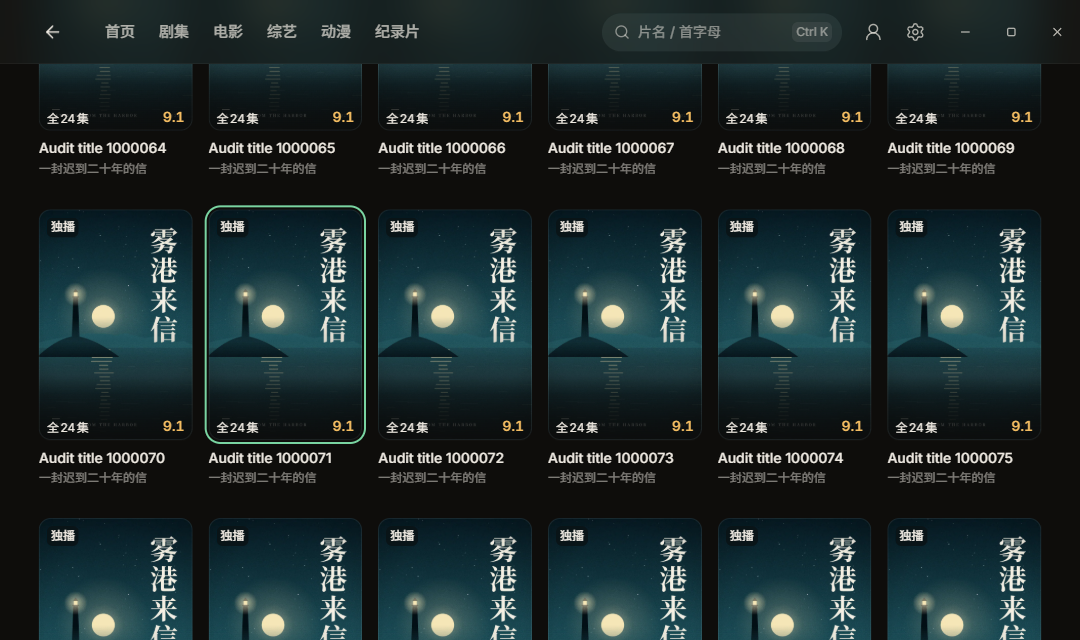 首页 剧集 电影 综艺 动漫 纪录片 片名 / 首字母 Ctrl K
全24集 9.1 全24集 9.1 全24集 9.1 全24集 9.1 全24集 9.1 全24集 9.1
Audit title 1000064 Audit title 1000065 Audit title 1000066 Audit title 1000067 Audit title 1000068 Audit title 1000069
一封迟到二十年的信 一封迟到二十年的信 一封迟到二十年的信 一封迟到二十年的信 一封迟到二十年的信 一封迟到二十年的信
独播 独播 独播 独播 独播 独播
雾港来信 雾港来信 雾港来信 雾港来信 雾港来信 雾港来信
全24集 9.1 全24集 9.1 全24集 9.1 全24集 9.1 全24集 9.1 全24集 9.1
Audit title 1000070 Audit title 1000071 Audit title 1000072 Audit title 1000073 Audit title 1000074 Audit title 1000075
一封迟到二十年的信 一封迟到二十年的信 一封迟到二十年的信 一封迟到二十年的信 一封迟到二十年的信 一封迟到二十年的信
独播 独播 独播 独播 独播 独播
雾港来 雾港来 雾港来 雾港来 雾港来 雾港来